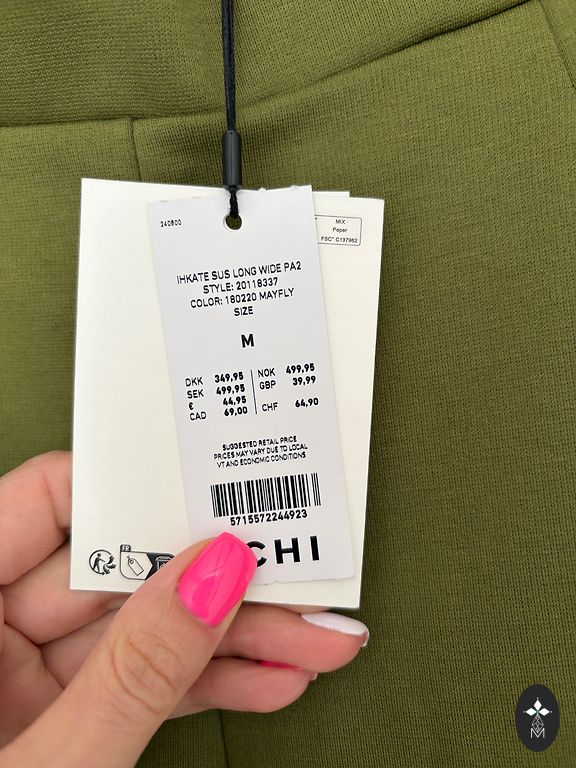 240600
MIX
Paper
FSC® C137962
IHKATE SUS LONG WIDE PA2
STYLE: 20118337
COLOR: 180220 MAYFLY
SIZE
M
DKK 349,95 NOK 499,95
SEK 499,95 GBP 39,99
€ 44,95
CAD 69,00 CHF 64,90
SUGGESTED RETAIL PRICE
PRICES MAY VARY DUE TO LOCAL
VT AND ECONOMIC CONDITIONS
5715572244923
CHI
FR
M